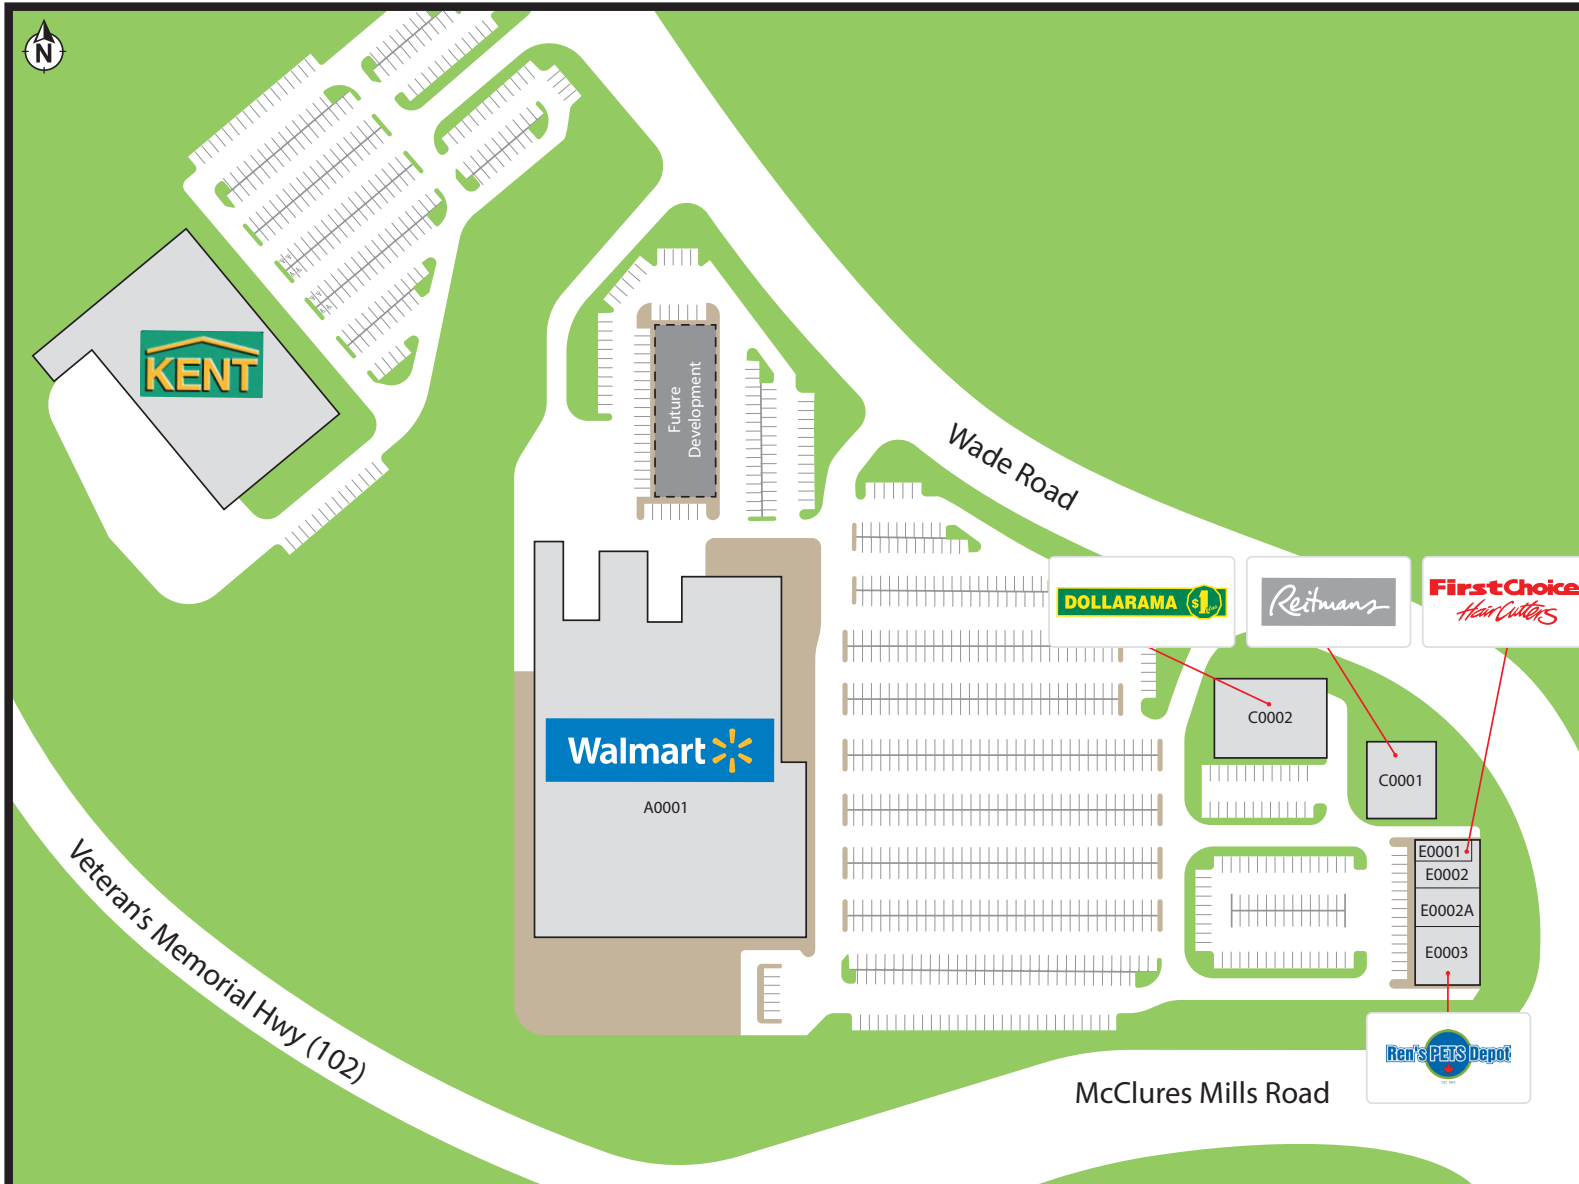 N
KENT
Future
Development
Wade Road
DOLLARAMA $1
Reitmans
FirstChoice
HairCutters
C0002
C0001
Walmart
A0001
E0001
E0002
E0002A
E0003
Veteran's Memorial Hwy (102)
Ren's PETS Depot
McClures Mills Road